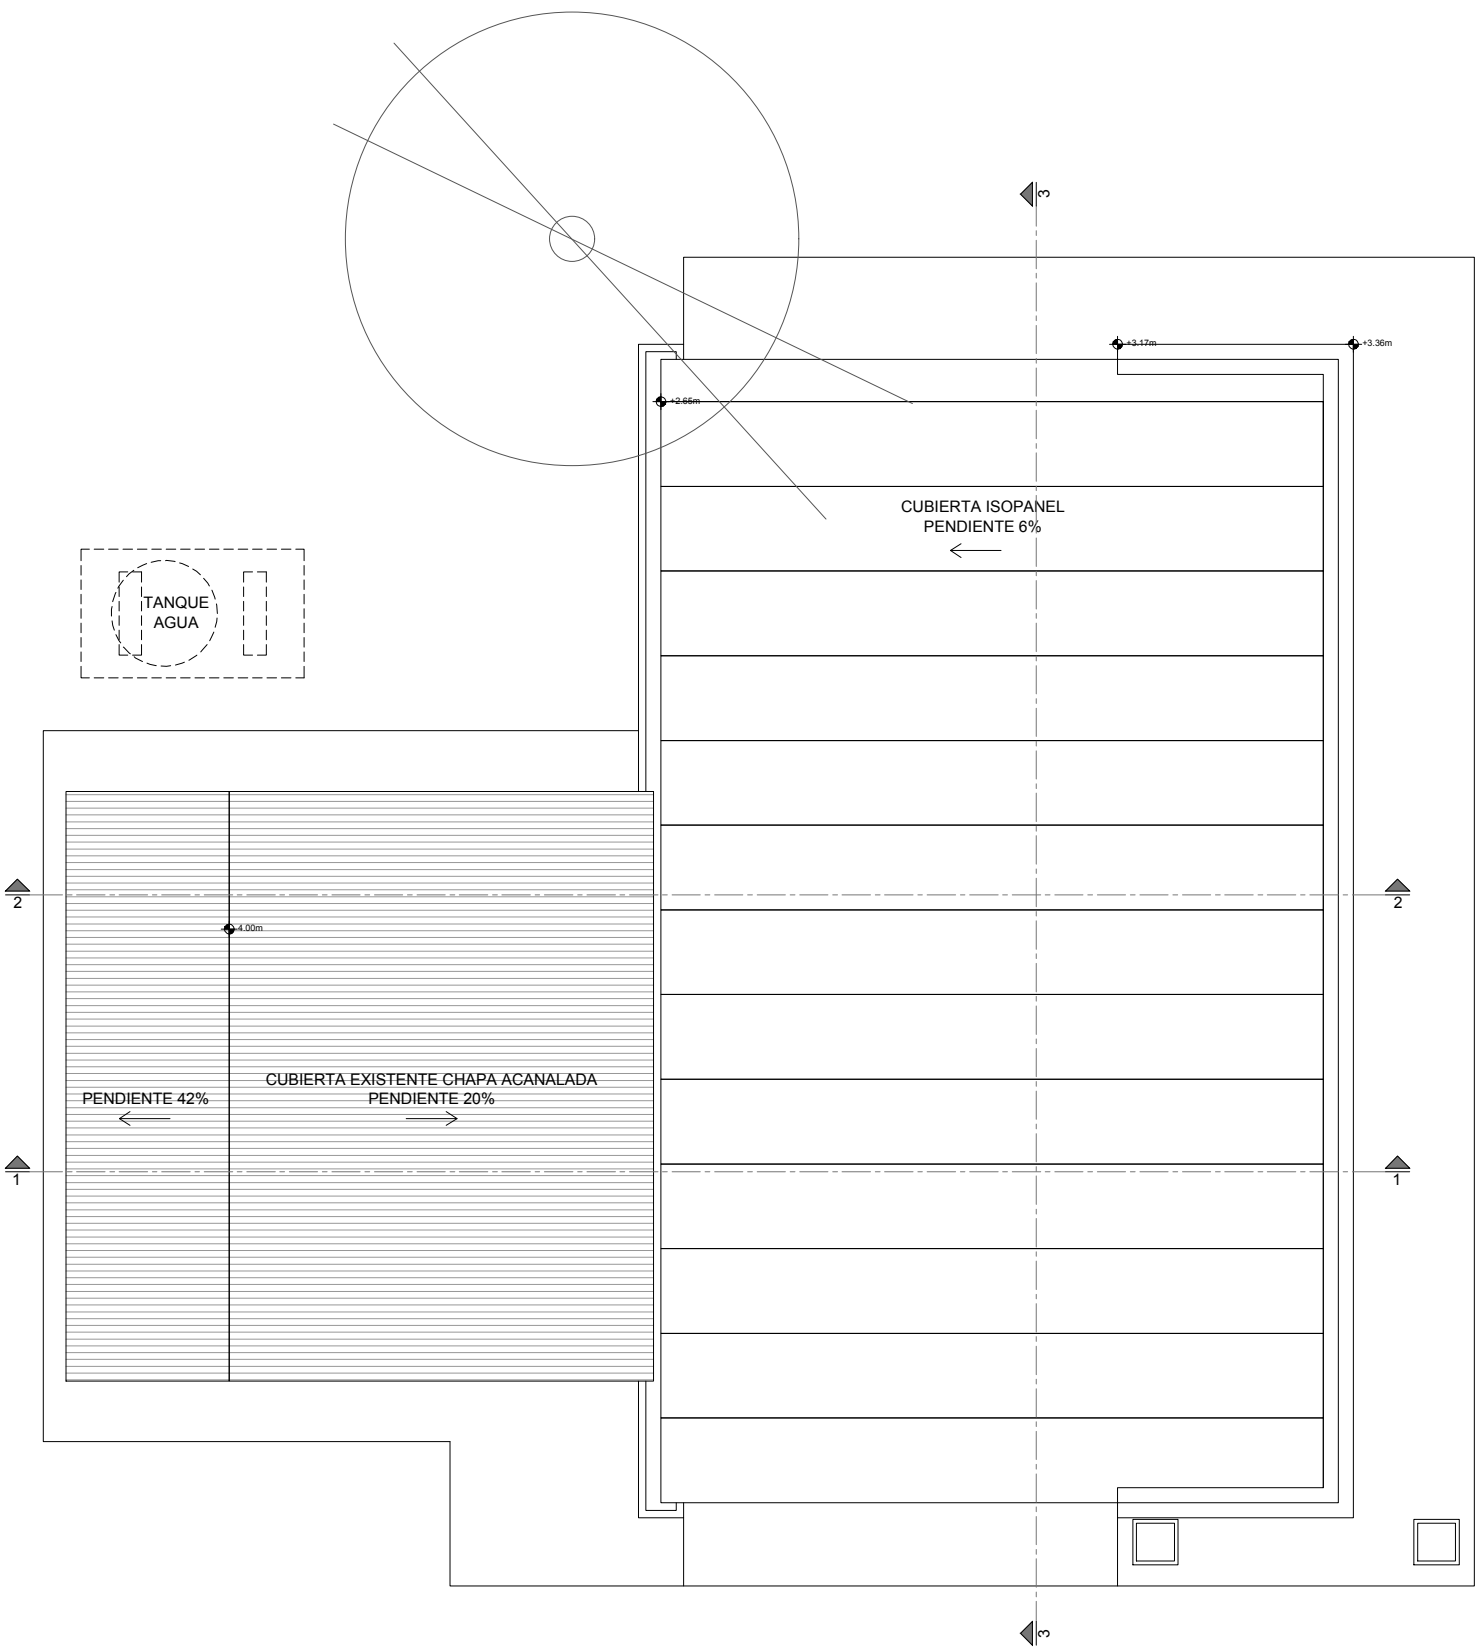 3
+3.17m
+3.36m
+2.65m
CUBIERTA ISOPANEL
PENDIENTE 6%
TANQUE
AGUA
2
2
4.00m
CUBIERTA EXISTENTE CHAPA ACANALADA
PENDIENTE 42%
PENDIENTE 20%
1
1
3